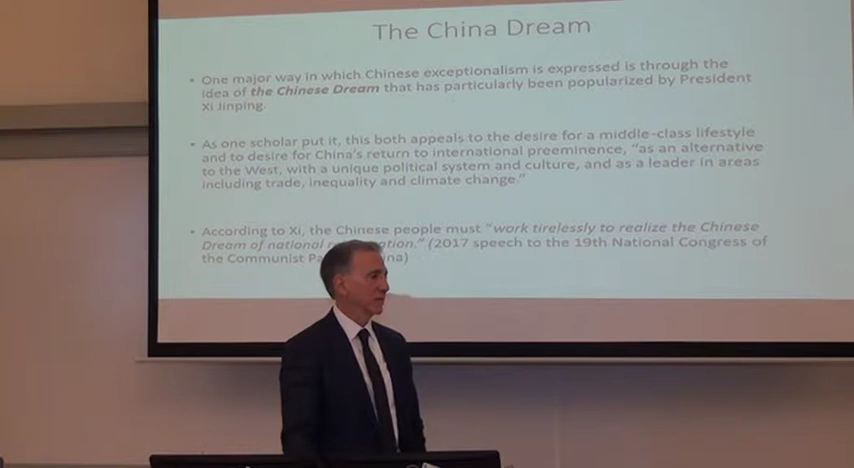 The China Dream
• One major way in which Chinese exceptionalism is expressed is through the
idea of the Chinese Dream that has particularly been popularized by President
Xi Jinping.
• As one scholar put it, this both appeals to the desire for a middle-class lifestyle
and to desire for China's return to international preeminence, "as an alternative
to the West, with a unique political system and culture, and as a leader in areas
including trade, inequality and climate change."
• According to Xi, the Chinese people must "work tirelessly to realize the Chinese
Dream of national (2017 speech to the 19th National Congress of
the Communist